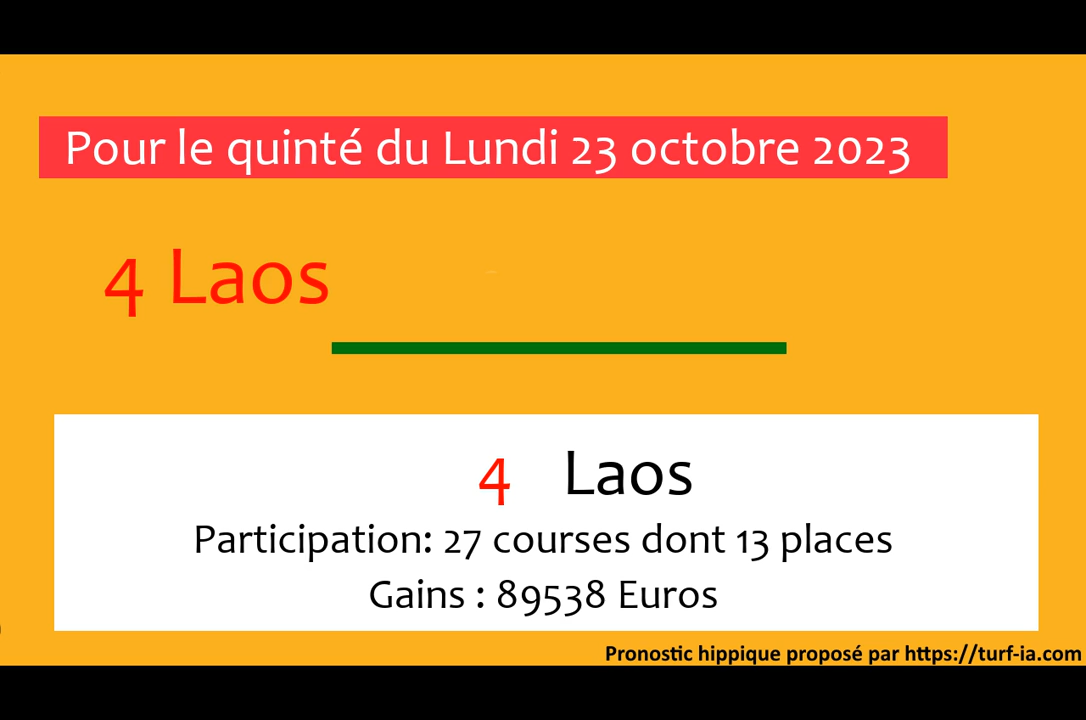 Pour le quinté du Lundi 23 octobre 2023
4 Laos
4 Laos
Participation: 27 courses dont 13 places
Gains : 89538 Euros
Pronostic hippique proposé par https://turf-ia.com